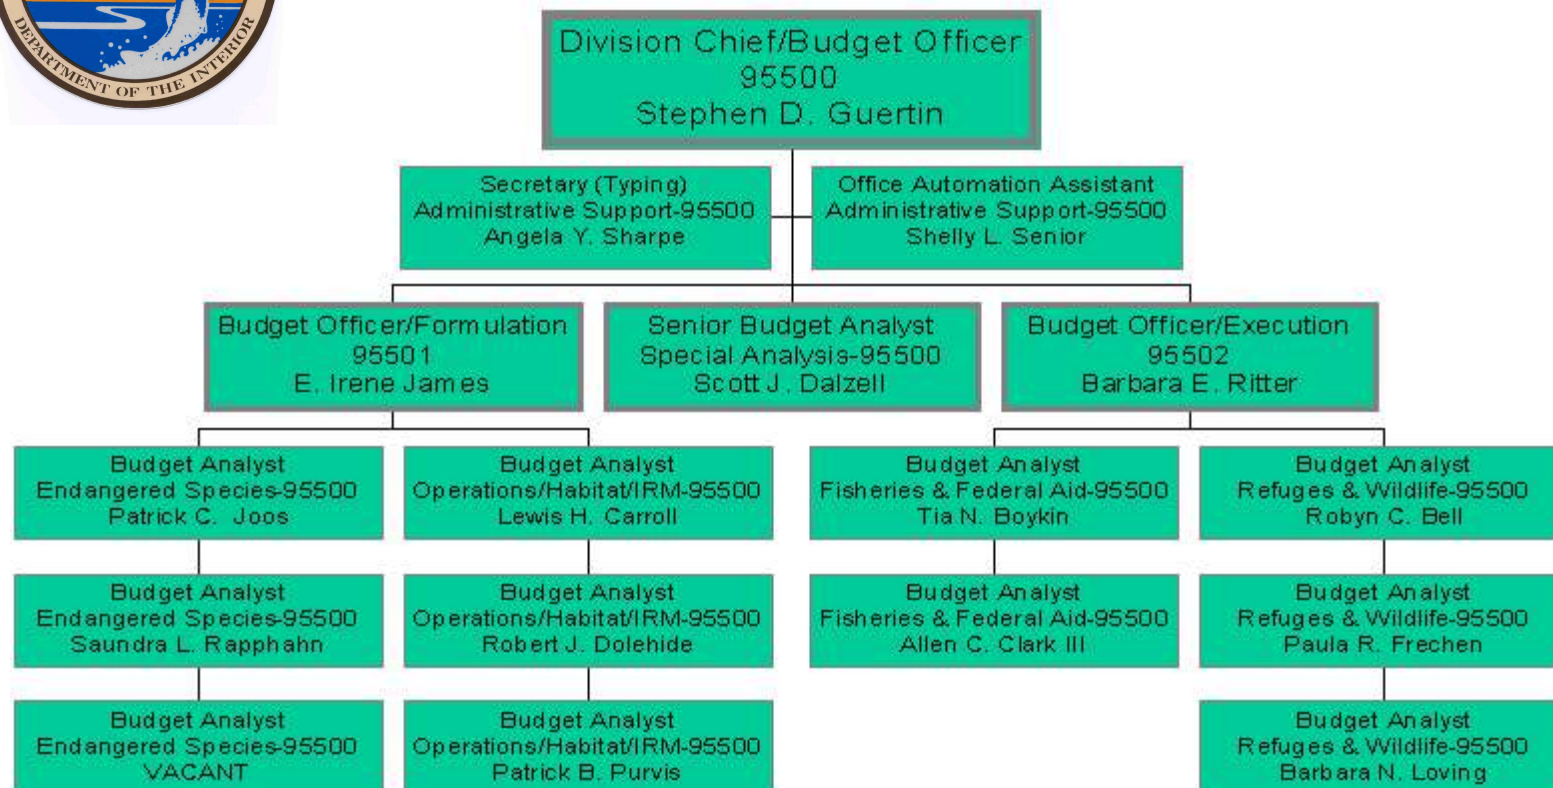 DEPARTMENT OF THE INTERIOR
Division Chief/Budget Officer
95500
Stephen D. Guertin
Secretary (Typing)
Administrative Support-95500
Angela Y. Sharpe
Office Automation Assistant
Administrative Support-95500
Shelly L. Senior
Budget Officer/Formulation
95501
E. Irene James
Senior Budget Analyst
Special Analysis-95500
Scott J. Dalzell
Budget Officer/Execution
95502
Barbara E. Ritter
Budget Analyst
Endangered Species-95500
Patrick C. Joos
Budget Analyst
Operations/Habitat/IRM-95500
Lewis H. Carroll
Budget Analyst
Fisheries & Federal Aid-95500
Tia N. Boykin
Budget Analyst
Refuges & Wildlife-95500
Robyn C. Bell
Budget Analyst
Endangered Species-95500
Saundra L. Rapphahn
Budget Analyst
Operations/Habitat/IRM-95500
Robert J. Dolehide
Budget Analyst
Fisheries & Federal Aid-95500
Allen C. Clark III
Budget Analyst
Refuges & Wildlife-95500
Paula R. Frechen
Budget Analyst
Endangered Species-95500
VACANT
Budget Analyst
Operations/Habitat/IRM-95500
Patrick B. Purvis
Budget Analyst
Refuges & Wildlife-95500
Barbara N. Loving